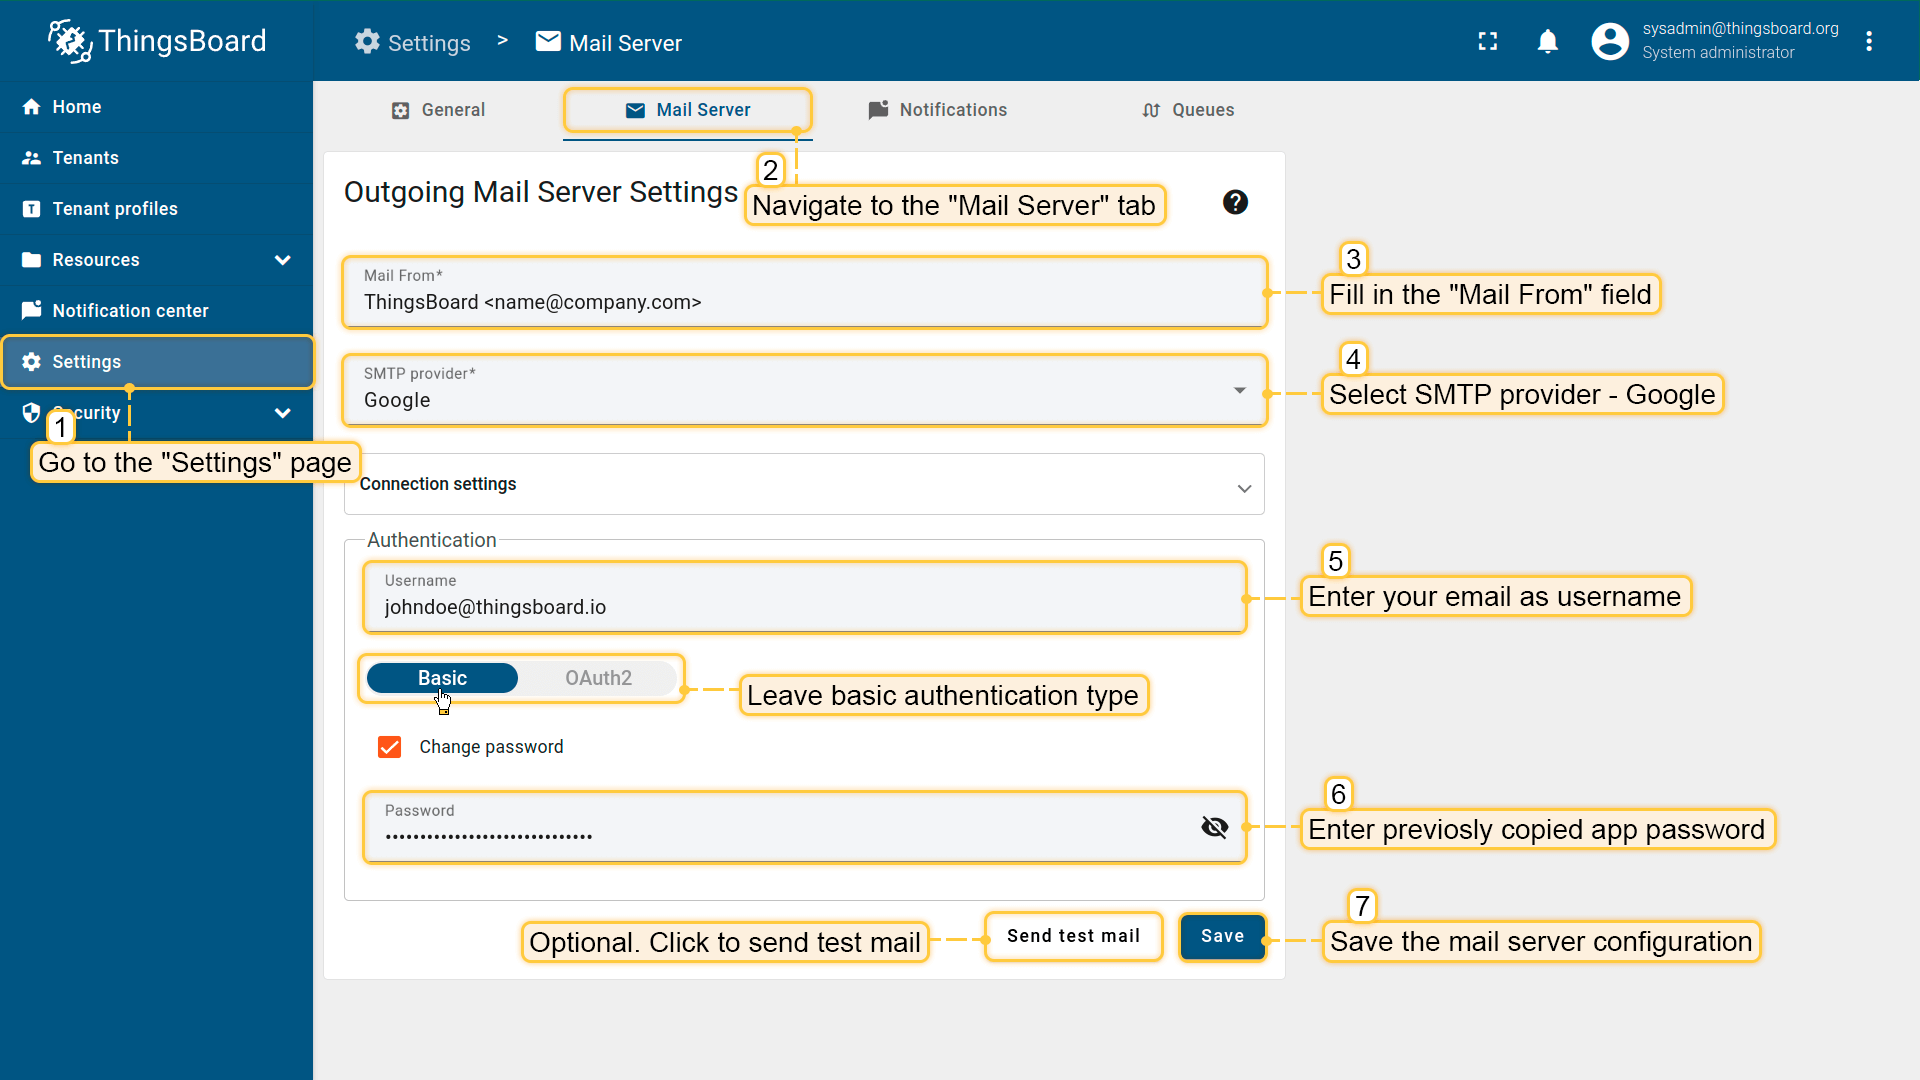 ThingsBoard
Settings > Mail Server
sysadmin@thingsboard.org
System administrator
Home
Tenants
T Tenant profiles
Resources
Notification center
Settings
Security
1
Go to the "Settings" page
General
Mail Server
Notifications
Queues
2
Navigate to the "Mail Server" tab
Outgoing Mail Server Settings
?
Mail From*
ThingsBoard <name@company.com>
3
Fill in the "Mail From" field
SMTP provider*
Google
4
Select SMTP provider - Google
Connection settings
Authentication
Username
johndoe@thingsboard.io
5
Enter your email as username
Basic
OAuth2
Leave basic authentication type
Change password
Password
••••••••••••••••••••••••••••••
6
Enter previosly copied app password
Optional. Click to send test mail
Send test mail
Save
7
Save the mail server configuration